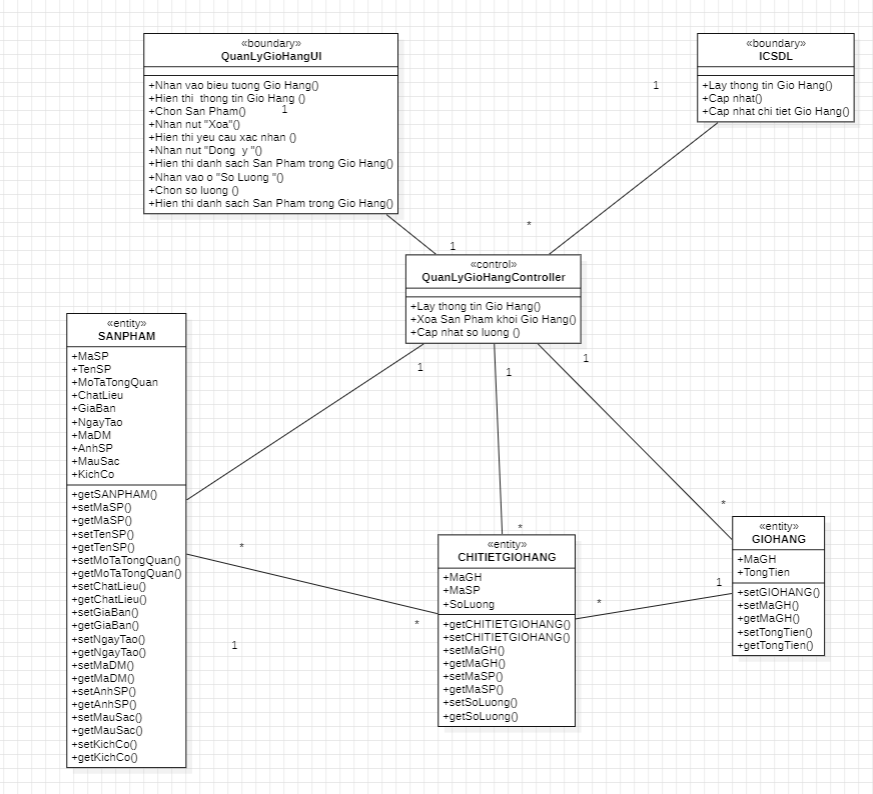 «boundary»
QuanLyGioHangUI
+Nhan vao bieu tuong Gio Hang()
+Hien thi thong tin Gio Hang ()
+Chon San Pham()
+Nhan nut "Xoa"()
+Hien thi yeu cau xac nhan ()
+Nhan nut "Dong y "()
+Hien thi danh sach San Pham trong Gio Hang()
+Nhan vao o "So Luong "()
+Chon so luong ()
+Hien thi danh sach San Pham trong Gio Hang()
1
1
«boundary»
ICSDL
+Lay thong tin Gio Hang()
+Cap nhat()
+Cap nhat chi tiet Gio Hang()
1
*
«control»
QuanLyGioHangController
+Lay thong tin Gio Hang()
+Xoa San Pham khoi Gio Hang()
+Cap nhat so luong ()
1
1
1
«entity»
SANPHAM
+MaSP
+TenSP
+MoTaTongQuan
+ChatLieu
+GiaBan
+NgayTao
+MaDM
+AnhSP
+MauSac
+KichCo
+getSANPHAM()
+setMaSP()
+getMaSP()
+setTenSP()
+getTenSP()
+setMoTaTongQuan()
+getMoTaTongQuan()
+setChatLieu()
+getChatLieu()
+setGiaBan()
+getGiaBan()
+setNgayTao()
+getNgayTao()
+setMaDM()
+getMaDM()
+setAnhSP()
+getAnhSP()
+setMauSac()
+getMauSac()
+setKichCo()
+getKichCo()
*
1
*
*
«entity»
CHITIETGIOHANG
+MaGH
+MaSP
+SoLuong
+getCHITIETGIOHANG()
+setCHITIETGIOHANG()
+setMaGH()
+getMaGH()
+setMaSP()
+getMaSP()
+setSoLuong()
+getSoLuong()
*
1
*
«entity»
GIOHANG
+MaGH
+TongTien
+setGIOHANG()
+setMaGH()
+getMaGH()
+setTongTien()
+getTongTien()